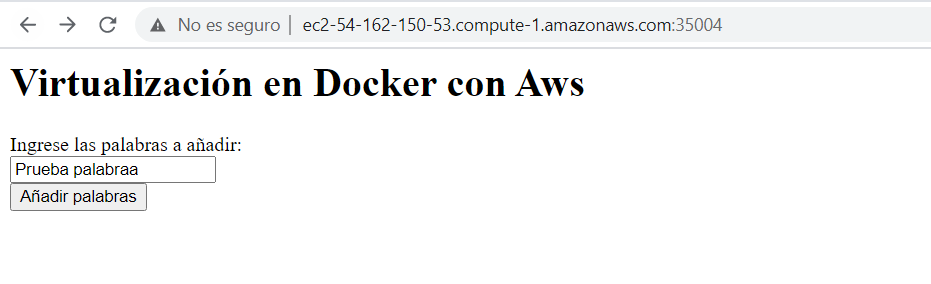 No es seguro | ec2-54-162-150-53.compute-1.amazonaws.com:35004
Virtualización en Docker con Aws
Ingrese las palabras a añadir:
Prueba palabraa
Añadir palabras